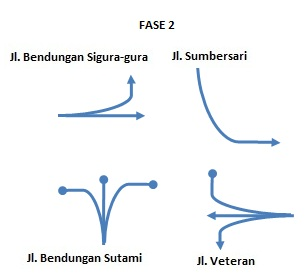 FASE 2
Jl. Bendungan Sigura-gura
Jl. Sumbersari
Jl. Bendungan Sutami
Jl. Veteran